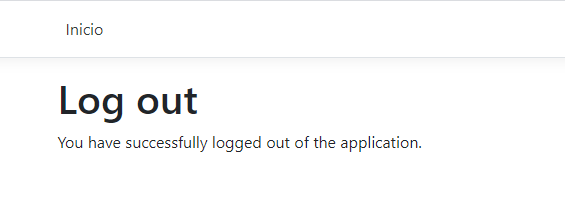 Inicio
Log out
You have successfully logged out of the application.